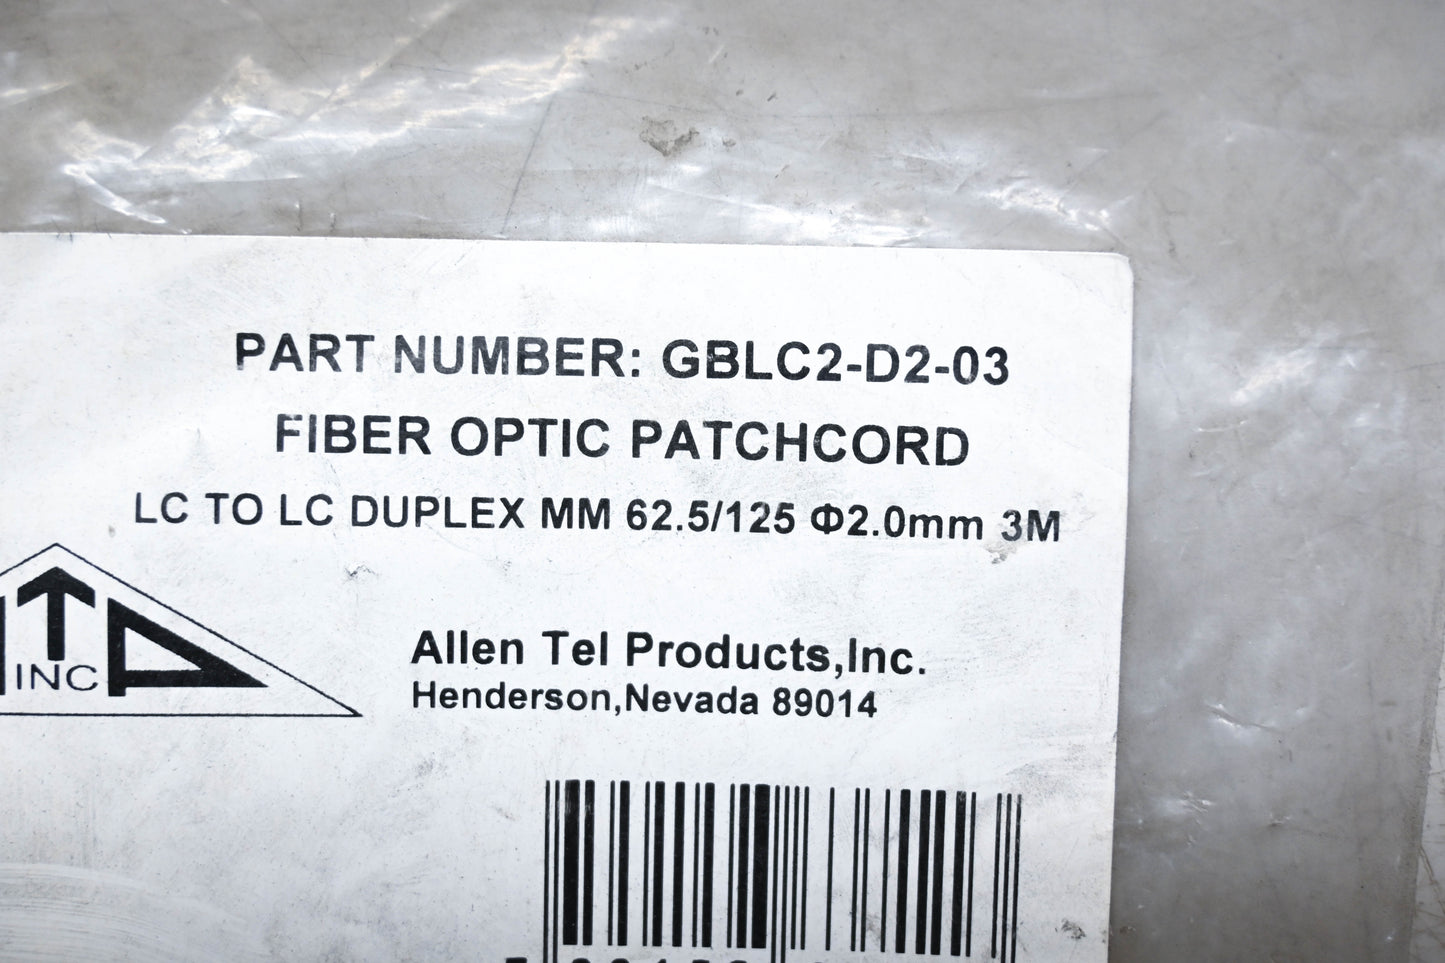 PART NUMBER: GBLC2-D2-03
FIBER OPTIC PATCHCORD
LC TO LC DUPLEX MM 62.5/125 Φ2.0mm 3M
INC
Allen Tel Products,Inc.
Henderson,Nevada 89014